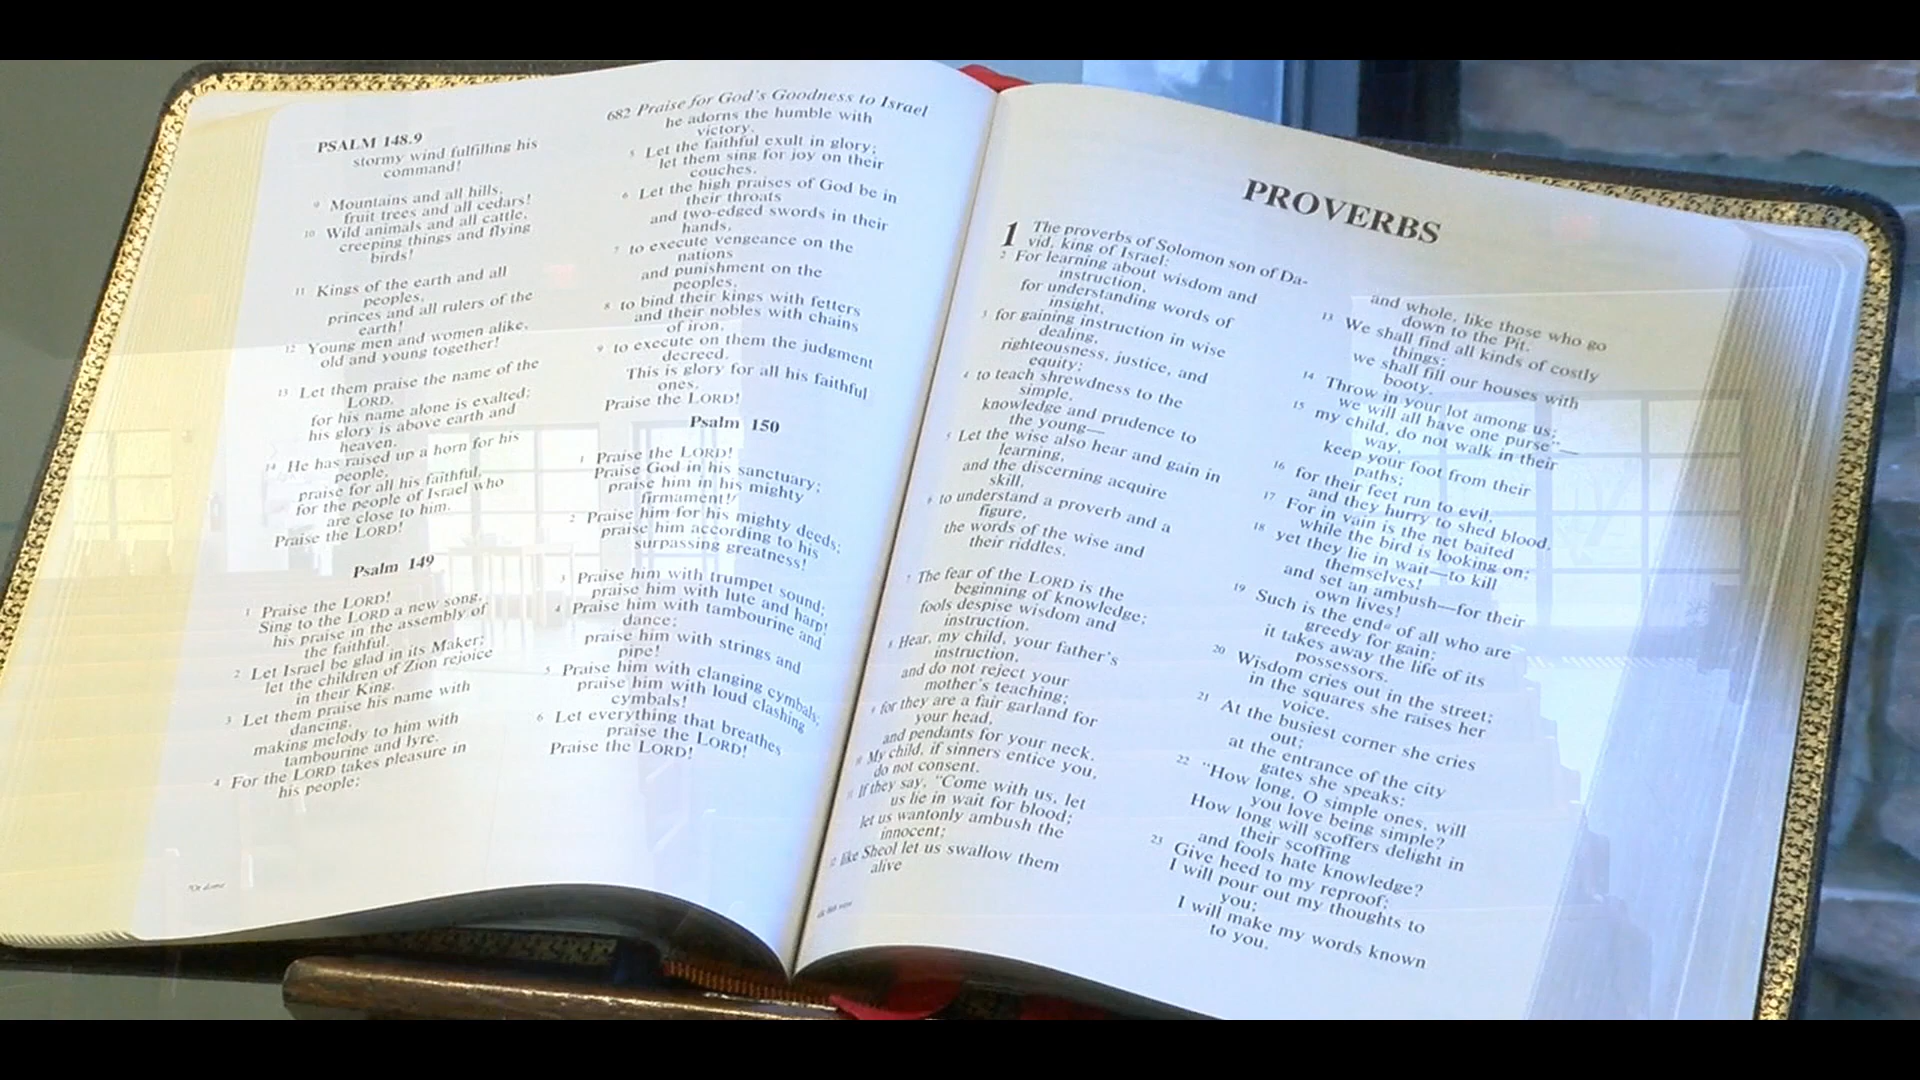 PSALM 148.9
682 Praise for God's Goodness to Israel
stormy wind fulfilling his
command!
9 Mountains and all hills,
fruit trees and all cedars!
10 Wild animals and all cattle,
creeping things and flying
birds!
11 Kings of the earth and all
peoples,
princes and all rulers of the
earth!
12 Young men and women alike,
old and young together!
13 Let them praise the name of the
LORD,
for his name alone is exalted;
his glory is above earth and
heaven.
14 He has raised up a horn for his
people,
praise for all his faithful,
for the people of Israel who
are close to him.
Praise the LORD!
Psalm 149
1 Praise the LORD!
Sing to the LORD a new song,
his praise in the assembly of
the faithful.
2 Let Israel be glad in its Maker;
let the children of Zion rejoice
in their King.
3 Let them praise his name with
dancing,
making melody to him with
tambourine and lyre.
4 For the LORD takes pleasure in
his people;
he adorns the humble with
victory.
5 Let the faithful exult in glory;
let them sing for joy on their
couches.
6 Let the high praises of God be in
their throats
and two-edged swords in their
hands,
7 to execute vengeance on the
nations
and punishment on the
peoples,
8 to bind their kings with fetters
and their nobles with chains
of iron,
9 to execute on them the judgment
decreed.
This is glory for all his faithful
ones.
Praise the LORD!
Psalm 150
1 Praise the LORD!
Praise God in his sanctuary;
praise him in his mighty
firmament!
2 Praise him for his mighty deeds;
praise him according to his
surpassing greatness!
3 Praise him with trumpet sound;
praise him with lute and harp!
4 Praise him with tambourine and
dance;
praise him with strings and
pipe!
5 Praise him with clanging cymbals;
praise him with loud clashing
cymbals!
6 Let everything that breathes
praise the LORD!
Praise the LORD!
PROVERBS
1 The proverbs of Solomon son of Da-
vid, king of Israel:
2 For learning about wisdom and
instruction,
for understanding words of
insight,
3 for gaining instruction in wise
dealing,
righteousness, justice, and
equity;
4 to teach shrewdness to the
simple,
knowledge and prudence to
the young—
5 Let the wise also hear and gain in
learning,
and the discerning acquire
skill,
6 to understand a proverb and a
figure,
the words of the wise and
their riddles.
7 The fear of the LORD is the
beginning of knowledge;
fools despise wisdom and
instruction.
8 Hear, my child, your father's
instruction,
and do not reject your
mother's teaching;
9 for they are a fair garland for
your head,
and pendants for your neck.
10 My child, if sinners entice you,
do not consent.
11 If they say, "Come with us, let
us lie in wait for blood;
let us wantonly ambush the
innocent;
12 like Sheol let us swallow them
alive
and whole, like those who go
down to the Pit.
13 We shall find all kinds of costly
things;
we shall fill our houses with
booty.
14 Throw in your lot among us;
we will all have one purse"—
15 my child, do not walk in their
way,
keep your foot from their
paths;
16 for their feet run to evil,
and they hurry to shed blood.
17 For in vain is the net baited
while the bird is looking on;
18 yet they lie in wait—to kill
themselves!
and set an ambush—for their
own lives!
19 Such is the end of all who are
greedy for gain;
it takes away the life of its
possessors.
20 Wisdom cries out in the street;
in the squares she raises her
voice.
21 At the busiest corner she cries
out;
at the entrance of the city
gates she speaks:
22 "How long, O simple ones, will
you love being simple?
How long will scoffers delight in
their scoffing
and fools hate knowledge?
23 Give heed to my reproof;
I will pour out my thoughts to
you;
I will make my words known
to you.